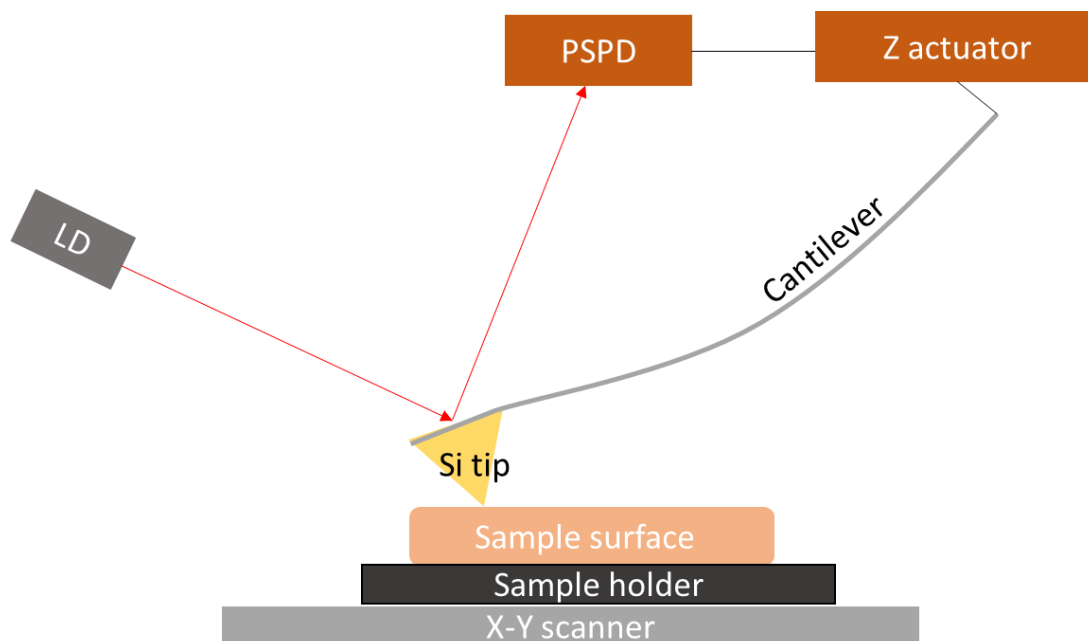 PSPD
Z actuator
LD
Cantilever
Si tip
Sample surface
Sample holder
X-Y scanner